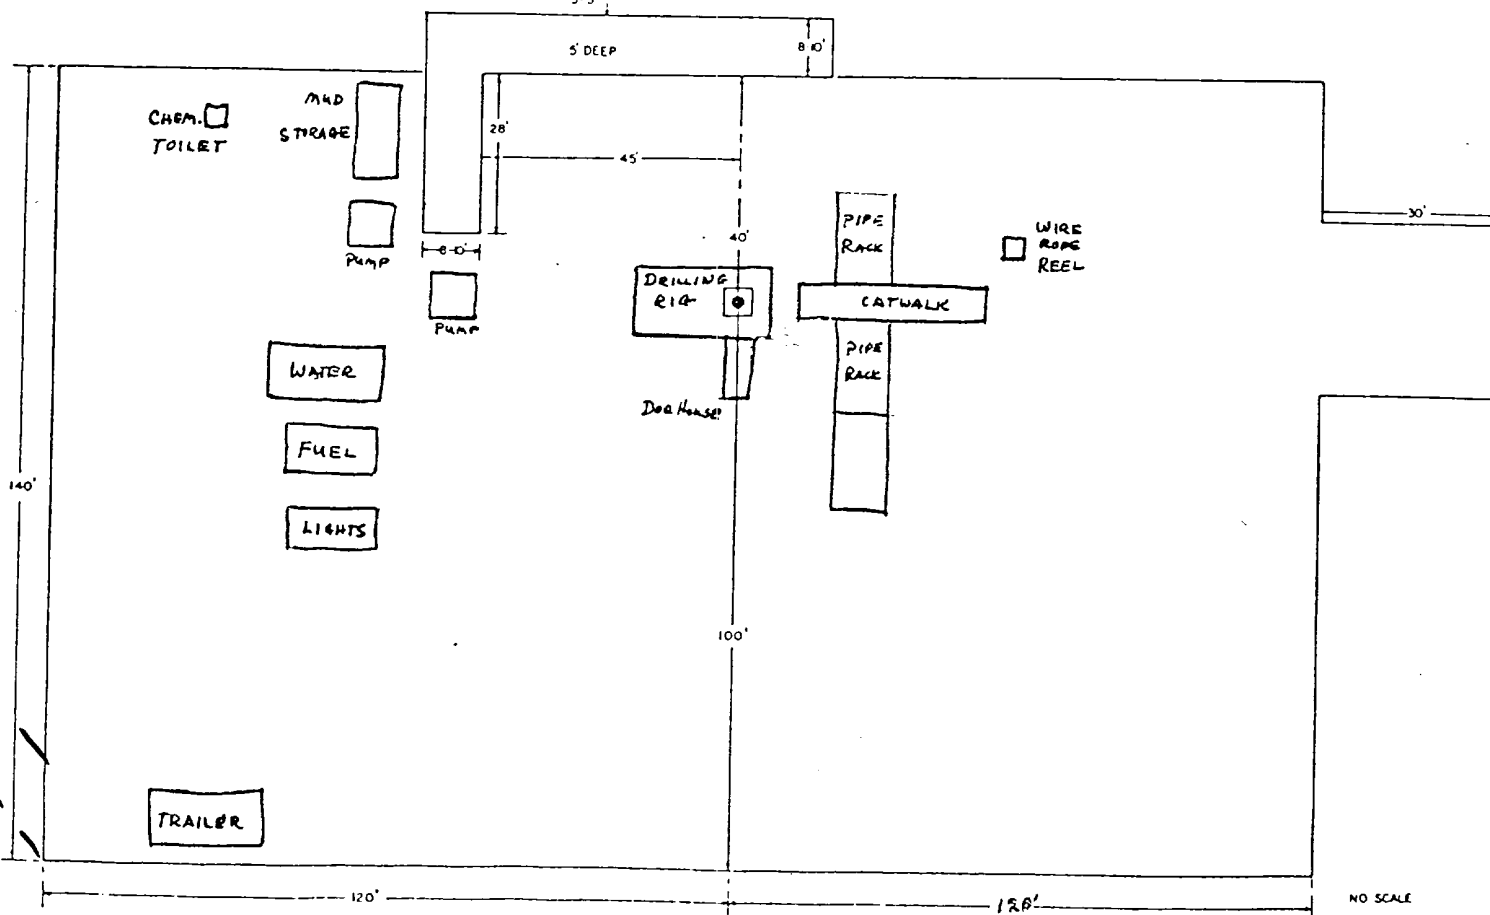 5' DEEP
8-10'
CHEM.
TOILET
MUD
STORAGE
28'
45'
30'
PIPE
RACK
WIRE
ROPE
REEL
40'
8-10'
PUMP
PUMP
DRILLING
RIG
CATWALK
PIPE
RACK
WATER
DOG HOUSE
FUEL
140'
LIGHTS
100'
TRAILER
120'
NO SCALE